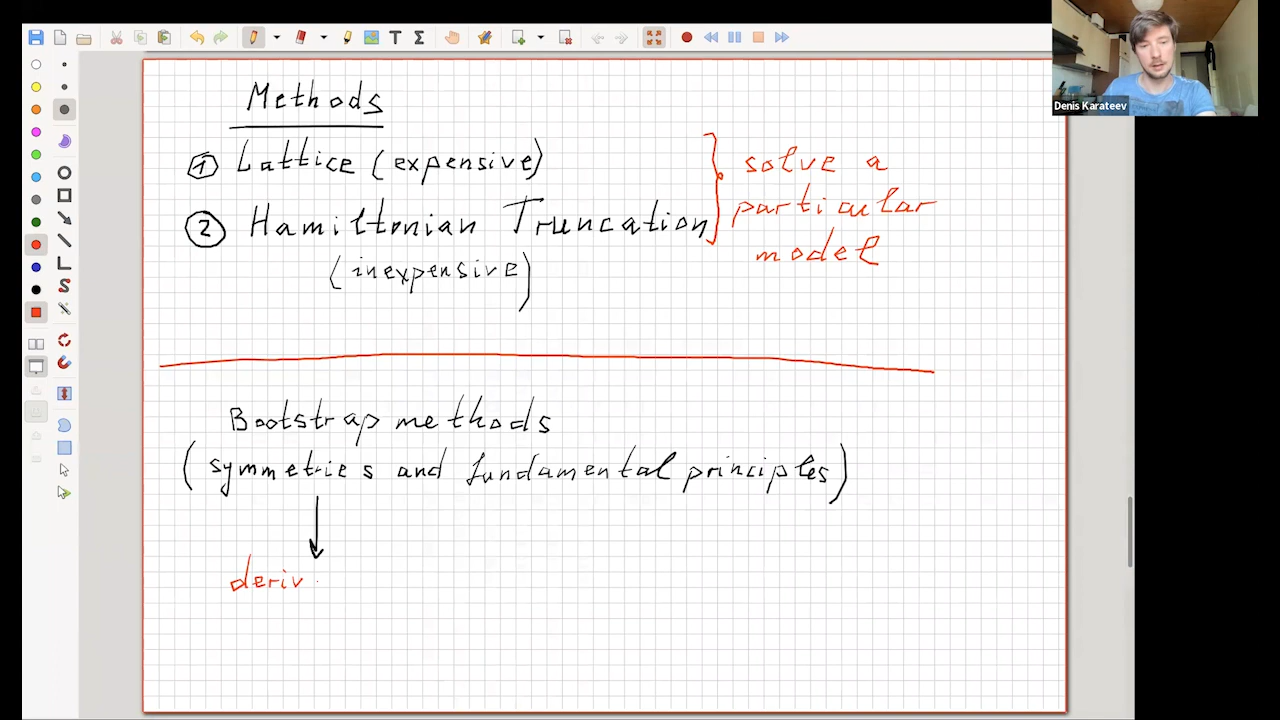 Methods
① Lattice (expensive)
② Hamiltonian Truncation
(inexpensive)
solve a
particular
model
Bootstrap methods
(symmetries and fundamental principles)
deriv
Denis Karateev